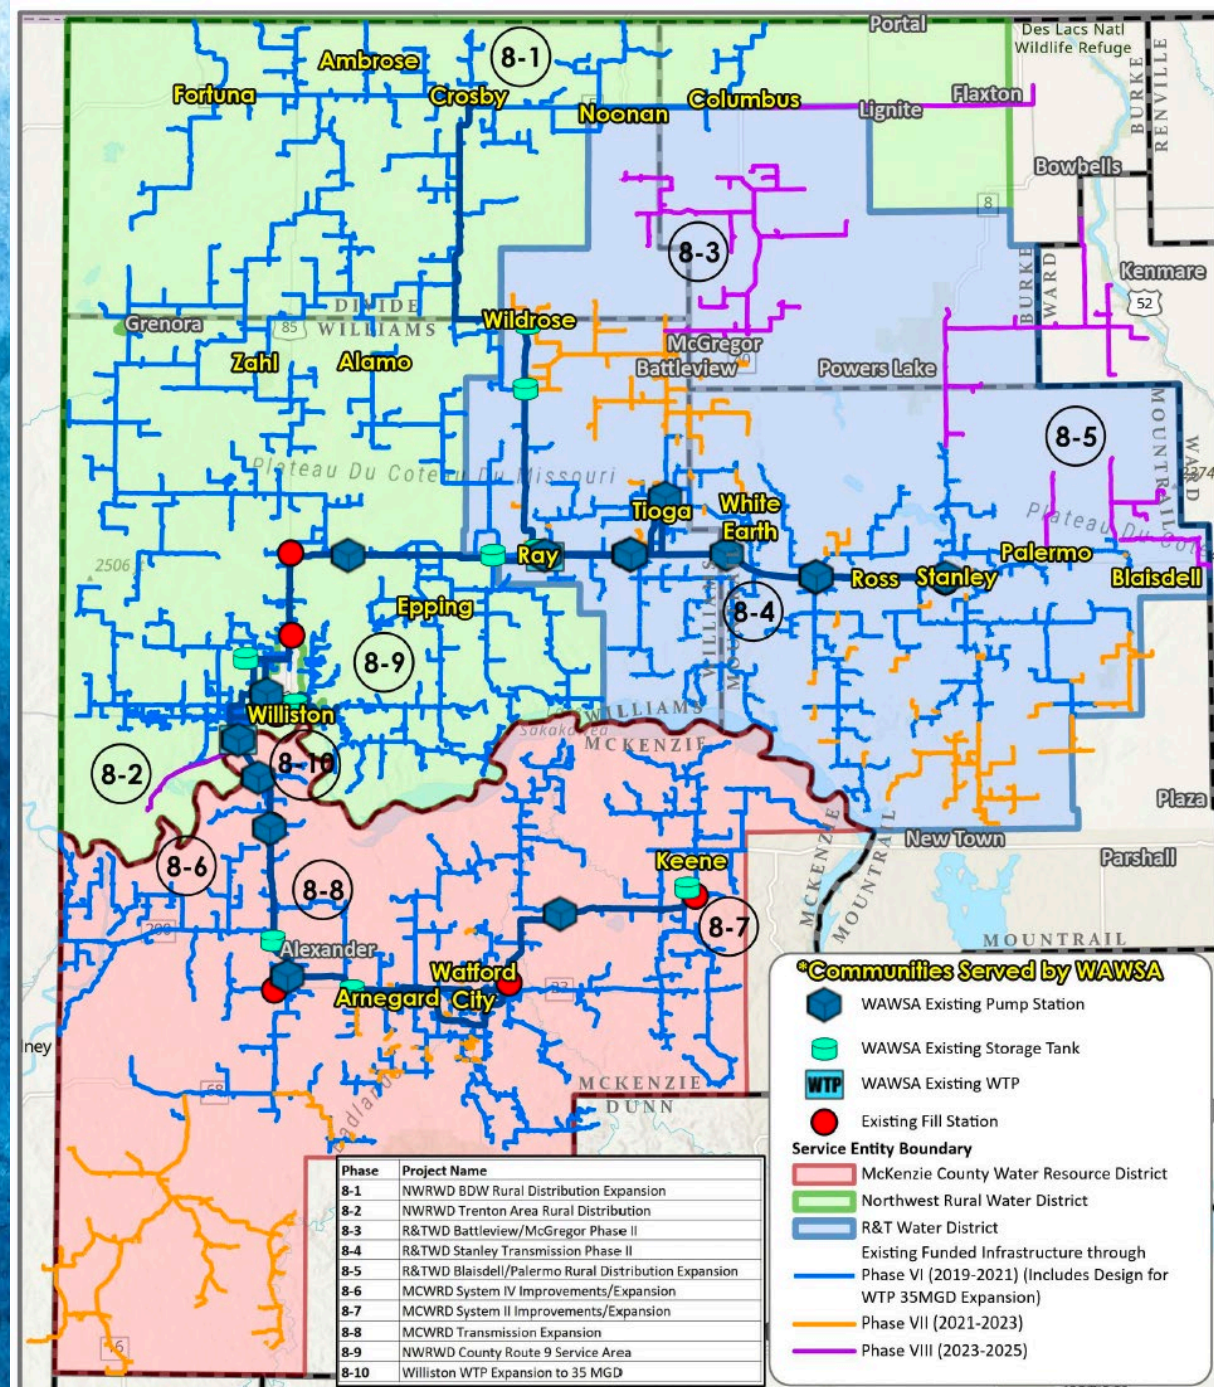 Portal
Des Lacs Natl
Wildlife Refuge
Ambrose
8-1
BURKE
RENVILLE
Fortuna
Crosby
Columbus
Flaxton
Noonan
Lignite
Bowbells
8
8-3
BURKE
WARD
Kenmare
52
DIVIDE
Grenora
85
WILLIAMS
Wildrose
McGregor
Zahl
Alamo
Battleview
Powers Lake
MOUNTRAIL
WARD
8-5
Plateau Du Coteau Du Missouri
2374
Tioga
White
Earth
Plateau Du Cot
2506
Ray
Palermo
Ross
Stanley
Blaisdell
Epping
8-4
WILLIAMS
MOUNTRAIL
8-9
Williston
WILLIAMS
Sakakawea
MCKENZIE
8-2
8-10
Plaza
MCKENZIE
MOUNTRAIL
New Town
8-6
Keene
Parshall
8-8
8-7
200
Alexander
MOUNTRAIL
Watford
City
Arnegard
ney
68
Badlands
MCKENZIE
DUNN
16
*Communities Served by WAWSA
WAWSA Existing Pump Station
WAWSA Existing Storage Tank
WTP WAWSA Existing WTP
Existing Fill Station
Service Entity Boundary
McKenzie County Water Resource District
Northwest Rural Water District
R&T Water District
Existing Funded Infrastructure through
Phase VI (2019-2021) (Includes Design for
WTP 35MGD Expansion)
Phase VII (2021-2023)
Phase VIII (2023-2025)
Phase Project Name
8-1 NWRWD BDW Rural Distribution Expansion
8-2 NWRWD Trenton Area Rural Distribution
8-3 R&TWD Battleview/McGregor Phase II
8-4 R&TWD Stanley Transmission Phase II
8-5 R&TWD Blaisdell/Palermo Rural Distribution Expansion
8-6 MCWRD System IV Improvements/Expansion
8-7 MCWRD System II Improvements/Expansion
8-8 MCWRD Transmission Expansion
8-9 NWRWD County Route 9 Service Area
8-10 Williston WTP Expansion to 35 MGD